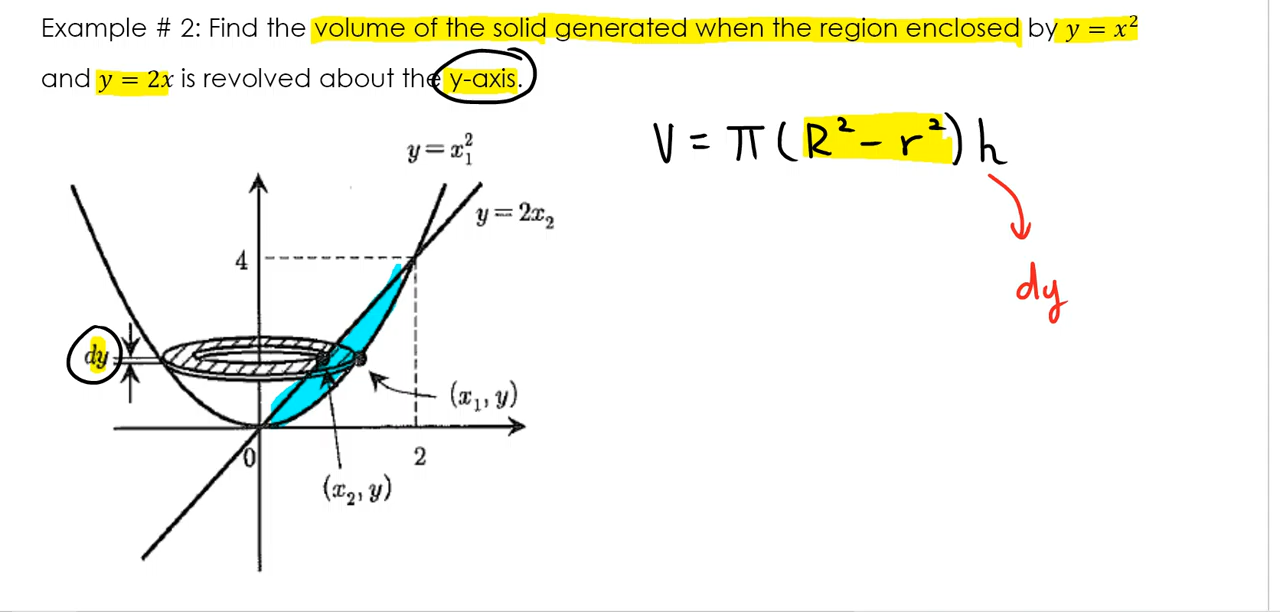 Example # 2: Find the volume of the solid generated when the region enclosed by y = x²
and y = 2x is revolved about the y-axis.
V = π (R² − r²) h
dy
y = x₁²
y = 2x₂
4
dy
(x₁, y)
0
2
(x₂, y)